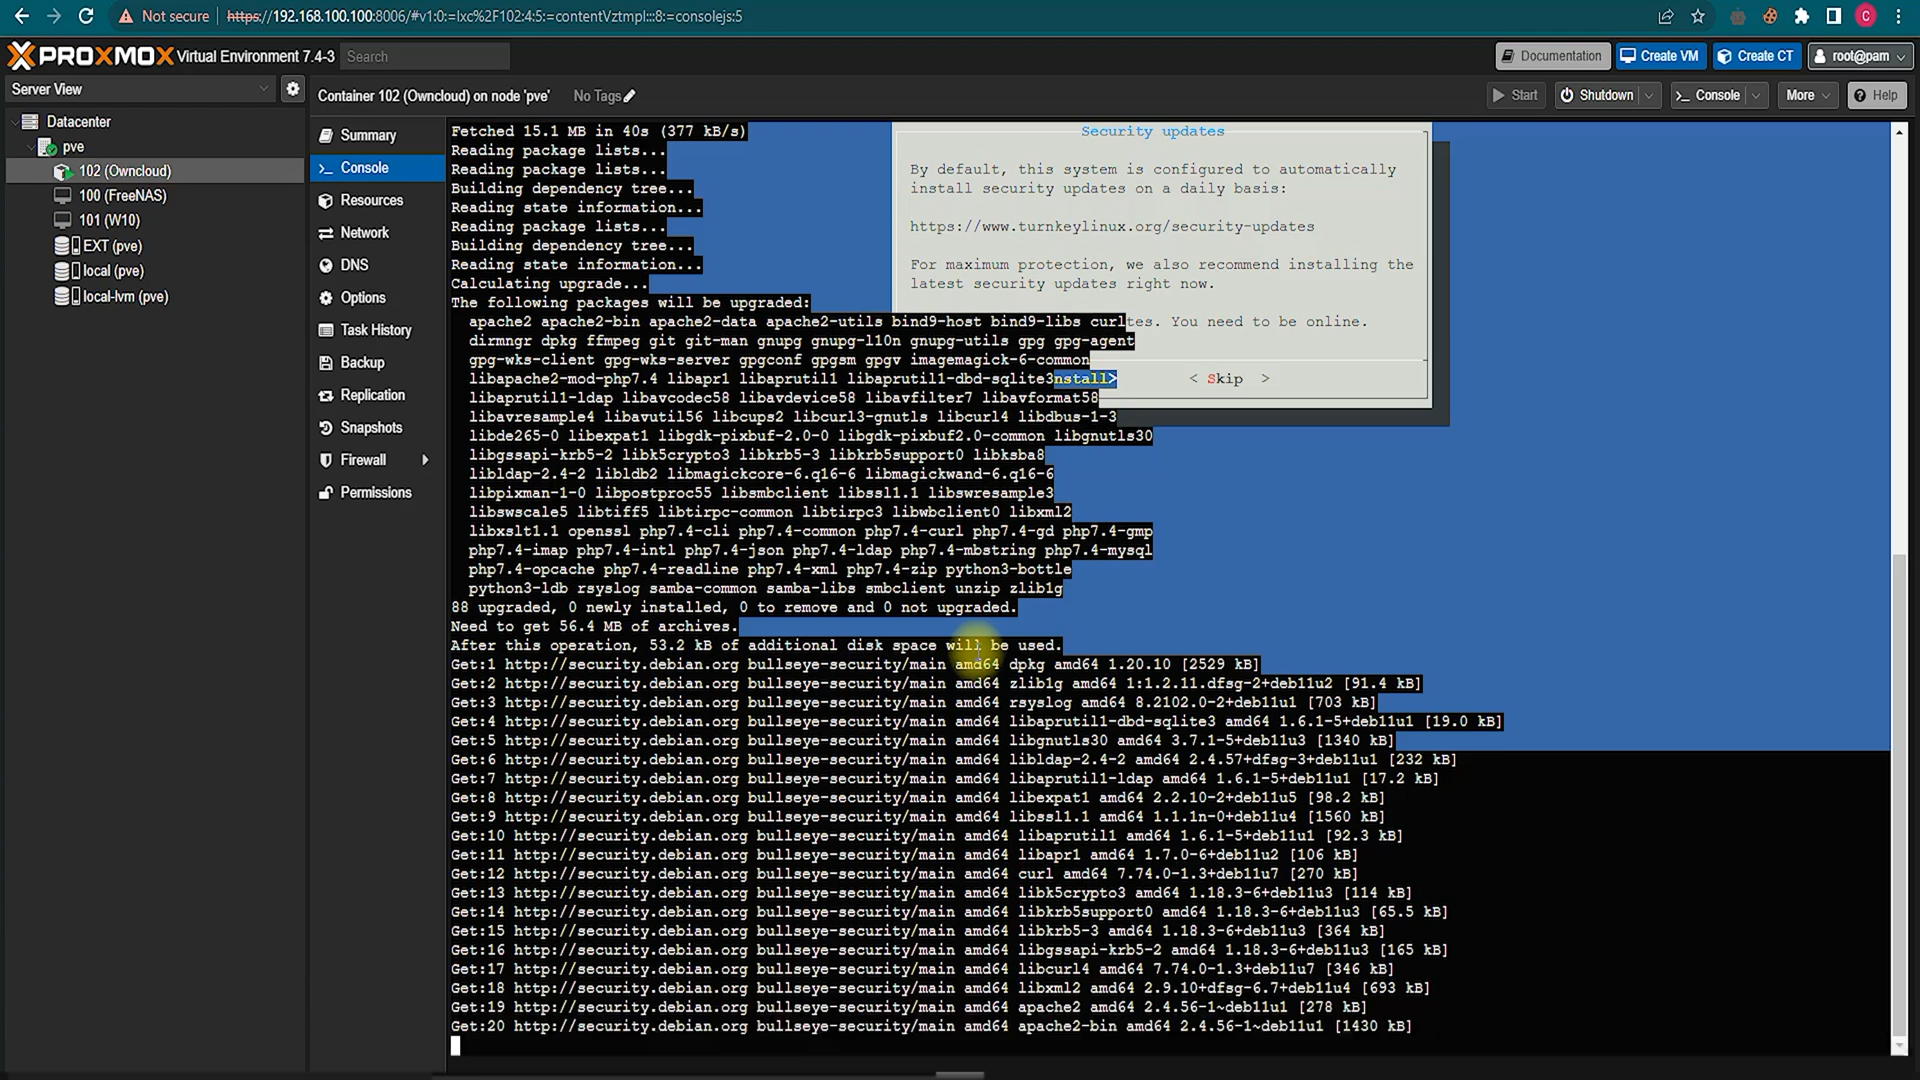 Not secure https://192.168.100.100:8006/#v1:0:=lxc%2F102:4:5:=contentVztmpl:::8:=consolejs:5
C
PROXMOX Virtual Environment 7.4-3 Search
Documentation Create VM Create CT root@pam
Server View
Container 102 (Owncloud) on node 'pve' No Tags
Start Shutdown Console More Help
Datacenter
pve
102 (Owncloud)
100 (FreeNAS)
101 (W10)
EXT (pve)
local (pve)
local-lvm (pve)
Summary
Console
Resources
Network
DNS
Options
Task History
Backup
Replication
Snapshots
Firewall
Permissions
Security updates
By default, this system is configured to automatically
install security updates on a daily basis:
https://www.turnkeylinux.org/security-updates
For maximum protection, we also recommend installing the
latest security updates right now.
tes. You need to be online.
nstall> < Skip >
Fetched 15.1 MB in 40s (377 kB/s)
Reading package lists...
Reading package lists...
Building dependency tree...
Reading state information...
Reading package lists...
Building dependency tree...
Reading state information...
Calculating upgrade...
The following packages will be upgraded:
apache2 apache2-bin apache2-data apache2-utils bind9-host bind9-libs curl
dirmngr dpkg ffmpeg git git-man gnupg gnupg-l10n gnupg-utils gpg gpg-agent
gpg-wks-client gpg-wks-server gpgconf gpgsm gpgv imagemagick-6-common
libapache2-mod-php7.4 libapr1 libaprutil1 libaprutil1-dbd-sqlite3
libaprutil1-ldap libavcodec58 libavdevice58 libavfilter7 libavformat58
libavresample4 libavutil56 libcups2 libcurl3-gnutls libcurl4 libdbus-1-3
libde265-0 libexpat1 libgdk-pixbuf-2.0-0 libgdk-pixbuf2.0-common libgnutls30
libgssapi-krb5-2 libk5crypto3 libkrb5-3 libkrb5support0 libksba8
libldap-2.4-2 libldb2 libmagickcore-6.q16-6 libmagickwand-6.q16-6
libpixman-1-0 libpostproc55 libsmbclient libssl1.1 libswresample3
libswscale5 libtiff5 libtirpc-common libtirpc3 libwbclient0 libxml2
libxslt1.1 openssl php7.4-cli php7.4-common php7.4-curl php7.4-gd php7.4-gmp
php7.4-imap php7.4-intl php7.4-json php7.4-ldap php7.4-mbstring php7.4-mysql
php7.4-opcache php7.4-readline php7.4-xml php7.4-zip python3-bottle
python3-ldb rsyslog samba-common samba-libs smbclient unzip zlib1g
88 upgraded, 0 newly installed, 0 to remove and 0 not upgraded.
Need to get 56.4 MB of archives.
After this operation, 53.2 kB of additional disk space will be used.
Get:1 http://security.debian.org bullseye-security/main amd64 dpkg amd64 1.20.10 [2529 kB]
Get:2 http://security.debian.org bullseye-security/main amd64 zlib1g amd64 1:1.2.11.dfsg-2+deb11u2 [91.4 kB]
Get:3 http://security.debian.org bullseye-security/main amd64 rsyslog amd64 8.2102.0-2+deb11u1 [703 kB]
Get:4 http://security.debian.org bullseye-security/main amd64 libaprutil1-dbd-sqlite3 amd64 1.6.1-5+deb11u1 [19.0 kB]
Get:5 http://security.debian.org bullseye-security/main amd64 libgnutls30 amd64 3.7.1-5+deb11u3 [1340 kB]
Get:6 http://security.debian.org bullseye-security/main amd64 libldap-2.4-2 amd64 2.4.57+dfsg-3+deb11u1 [232 kB]
Get:7 http://security.debian.org bullseye-security/main amd64 libaprutil1-ldap amd64 1.6.1-5+deb11u1 [17.2 kB]
Get:8 http://security.debian.org bullseye-security/main amd64 libexpat1 amd64 2.2.10-2+deb11u5 [98.2 kB]
Get:9 http://security.debian.org bullseye-security/main amd64 libssl1.1 amd64 1.1.1n-0+deb11u4 [1560 kB]
Get:10 http://security.debian.org bullseye-security/main amd64 libaprutil1 amd64 1.6.1-5+deb11u1 [92.3 kB]
Get:11 http://security.debian.org bullseye-security/main amd64 libapr1 amd64 1.7.0-6+deb11u2 [106 kB]
Get:12 http://security.debian.org bullseye-security/main amd64 curl amd64 7.74.0-1.3+deb11u7 [270 kB]
Get:13 http://security.debian.org bullseye-security/main amd64 libk5crypto3 amd64 1.18.3-6+deb11u3 [114 kB]
Get:14 http://security.debian.org bullseye-security/main amd64 libkrb5support0 amd64 1.18.3-6+deb11u3 [65.5 kB]
Get:15 http://security.debian.org bullseye-security/main amd64 libkrb5-3 amd64 1.18.3-6+deb11u3 [364 kB]
Get:16 http://security.debian.org bullseye-security/main amd64 libgssapi-krb5-2 amd64 1.18.3-6+deb11u3 [165 kB]
Get:17 http://security.debian.org bullseye-security/main amd64 libcurl4 amd64 7.74.0-1.3+deb11u7 [346 kB]
Get:18 http://security.debian.org bullseye-security/main amd64 libxml2 amd64 2.9.10+dfsg-6.7+deb11u4 [693 kB]
Get:19 http://security.debian.org bullseye-security/main amd64 apache2 amd64 2.4.56-1~deb11u1 [278 kB]
Get:20 http://security.debian.org bullseye-security/main amd64 apache2-bin amd64 2.4.56-1~deb11u1 [1430 kB]